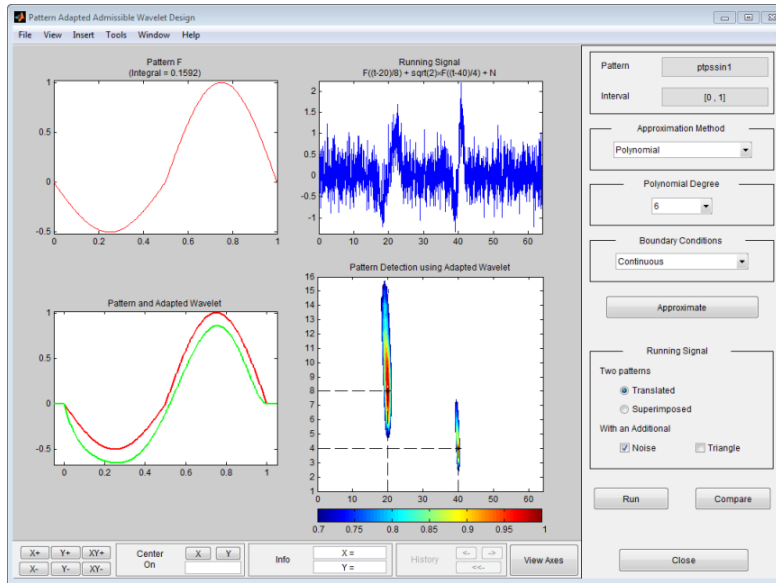 Pattern Adapted Admissible Wavelet Design
File View Insert Tools Window Help
Pattern F
(Integral = 0.1592)
1
0.5
0
-0.5
0 0.2 0.4 0.6 0.8 1
Running Signal
F((t-20)/8) + sqrt(2)×F((t-40)/4) + N
2
1.5
1
0.5
0
-0.5
-1
0 10 20 30 40 50 60
Pattern and Adapted Wavelet
1
0.5
0
-0.5
0 0.2 0.4 0.6 0.8 1
Pattern Detection using Adapted Wavelet
16
15
14
13
12
11
10
9
8
7
6
5
4
3
2
1
0 10 20 30 40 50 60
0.7 0.75 0.8 0.85 0.9 0.95 1
Pattern ptpssin1
Interval [0 , 1]
Approximation Method
Polynomial
Polynomial Degree
6
Boundary Conditions
Continuous
Approximate
Running Signal
Two patterns
Translated
Superimposed
With an Additional
Noise Triangle
Run Compare
Close
X+ Y+ XY+
X- Y- XY-
Center
On
X Y
Info
X =
Y =
History
<- ->
<<-
View Axes